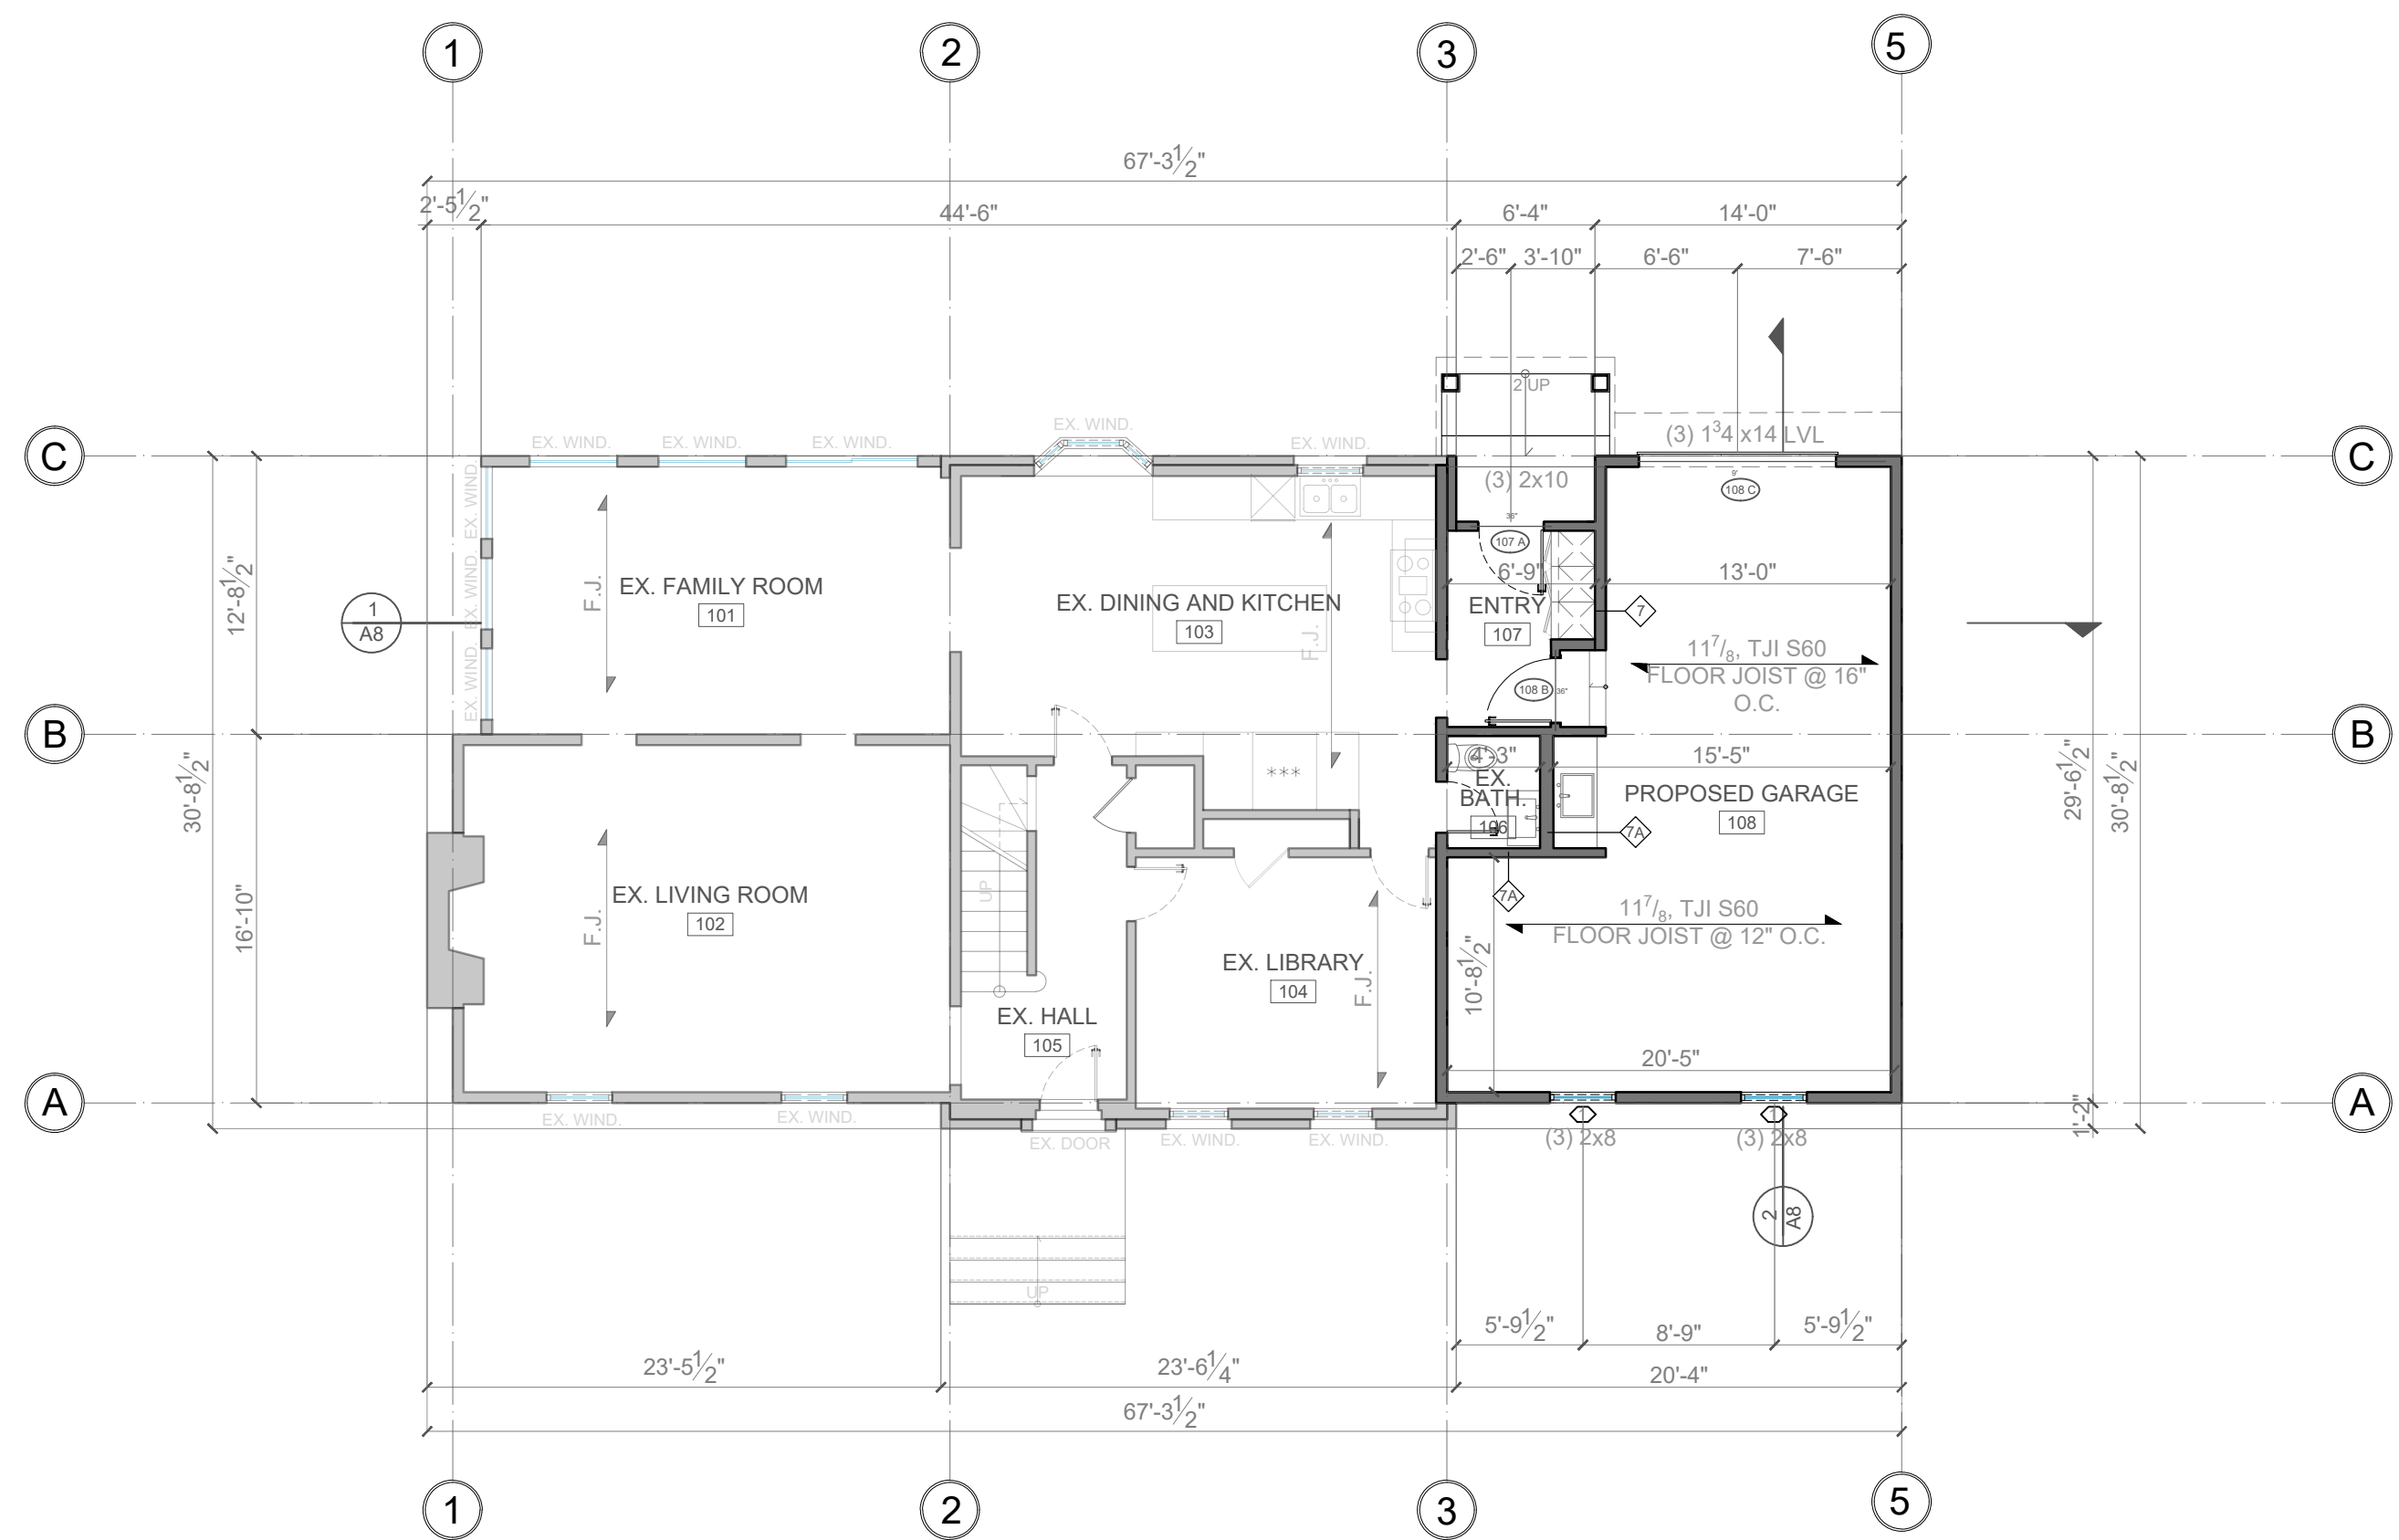 1
2
3
5
67'-3 1/2"
2'-5 1/2"
44'-6"
6'-4"
14'-0"
2'-6"
3'-10"
6'-6"
7'-6"
2 UP
EX. WIND.
EX. WIND.
EX. WIND.
EX. WIND.
EX. WIND.
(3) 1 3 4 x14 LVL
C
C
(3) 2x10
9'
108 C
36"
107 A
EX. WIND.
EX. WIND.
EX. WIND.
12'-8 1/2"
F.J.
EX. FAMILY ROOM
101
EX. DINING AND KITCHEN
103
F.J.
6'-9"
13'-0"
ENTRY
107
7
1
A8
11 7/8, TJI S60
FLOOR JOIST @ 16"
O.C.
108 B
36"
B
B
30'-8 1/2"
29'-6 1/2"
30'-8 1/2"
***
4'-3"
15'-5"
EX.
BATH.
106
PROPOSED GARAGE
108
7A
7A
UP
16'-10"
F.J.
EX. LIVING ROOM
102
11 7/8, TJI S60
FLOOR JOIST @ 12" O.C.
10'-8 1/2"
EX. LIBRARY
104
F.J.
EX. HALL
105
20'-5"
A
A
1'-2"
EX. WIND.
EX. WIND.
EX. DOOR
EX. WIND.
EX. WIND.
(3) 2x8
(3) 2x8
2
A8
UP
5'-9 1/2"
8'-9"
5'-9 1/2"
23'-5 1/2"
23'-6 1/4"
20'-4"
67'-3 1/2"
1
2
3
5